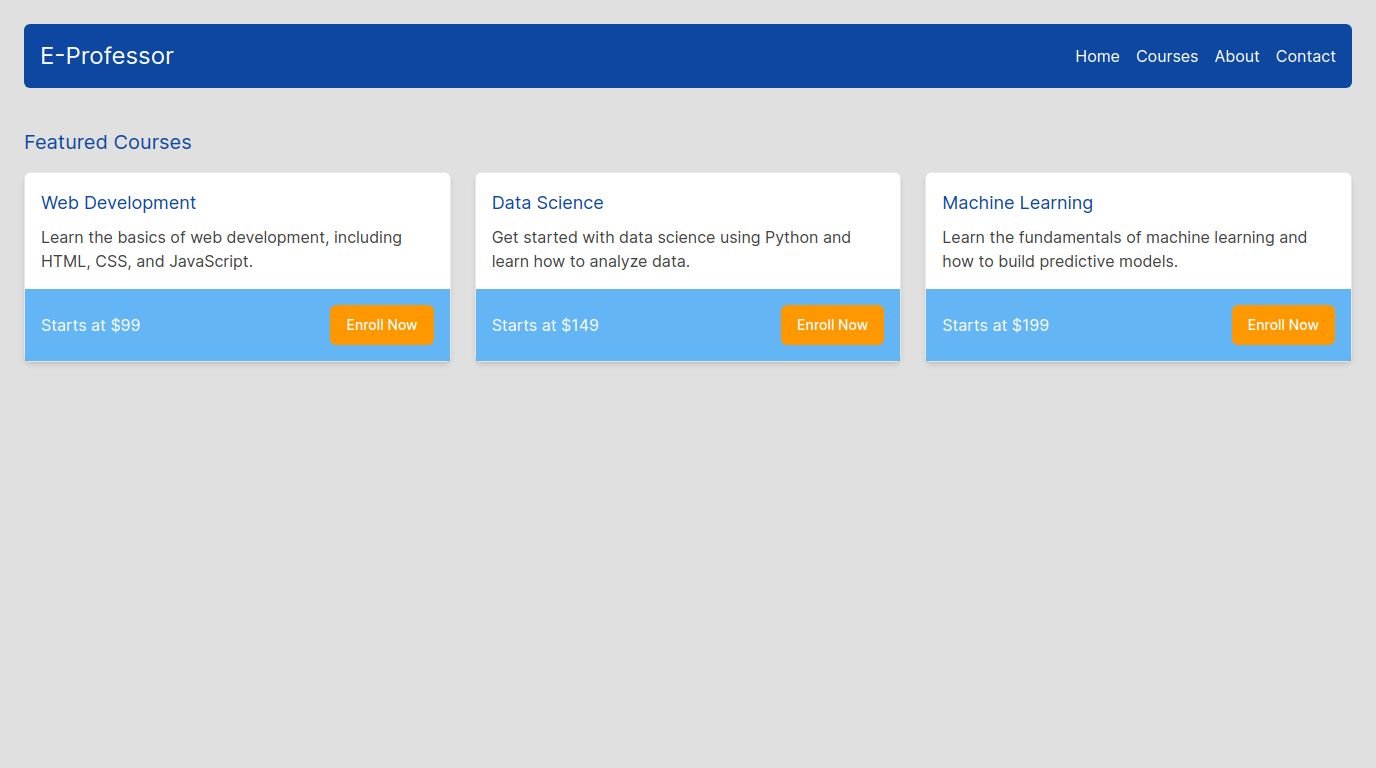 E-Professor
Home Courses About Contact
Featured Courses
Web Development
Learn the basics of web development, including
HTML, CSS, and JavaScript.
Starts at $99
Enroll Now
Data Science
Get started with data science using Python and
learn how to analyze data.
Starts at $149
Enroll Now
Machine Learning
Learn the fundamentals of machine learning and
how to build predictive models.
Starts at $199
Enroll Now